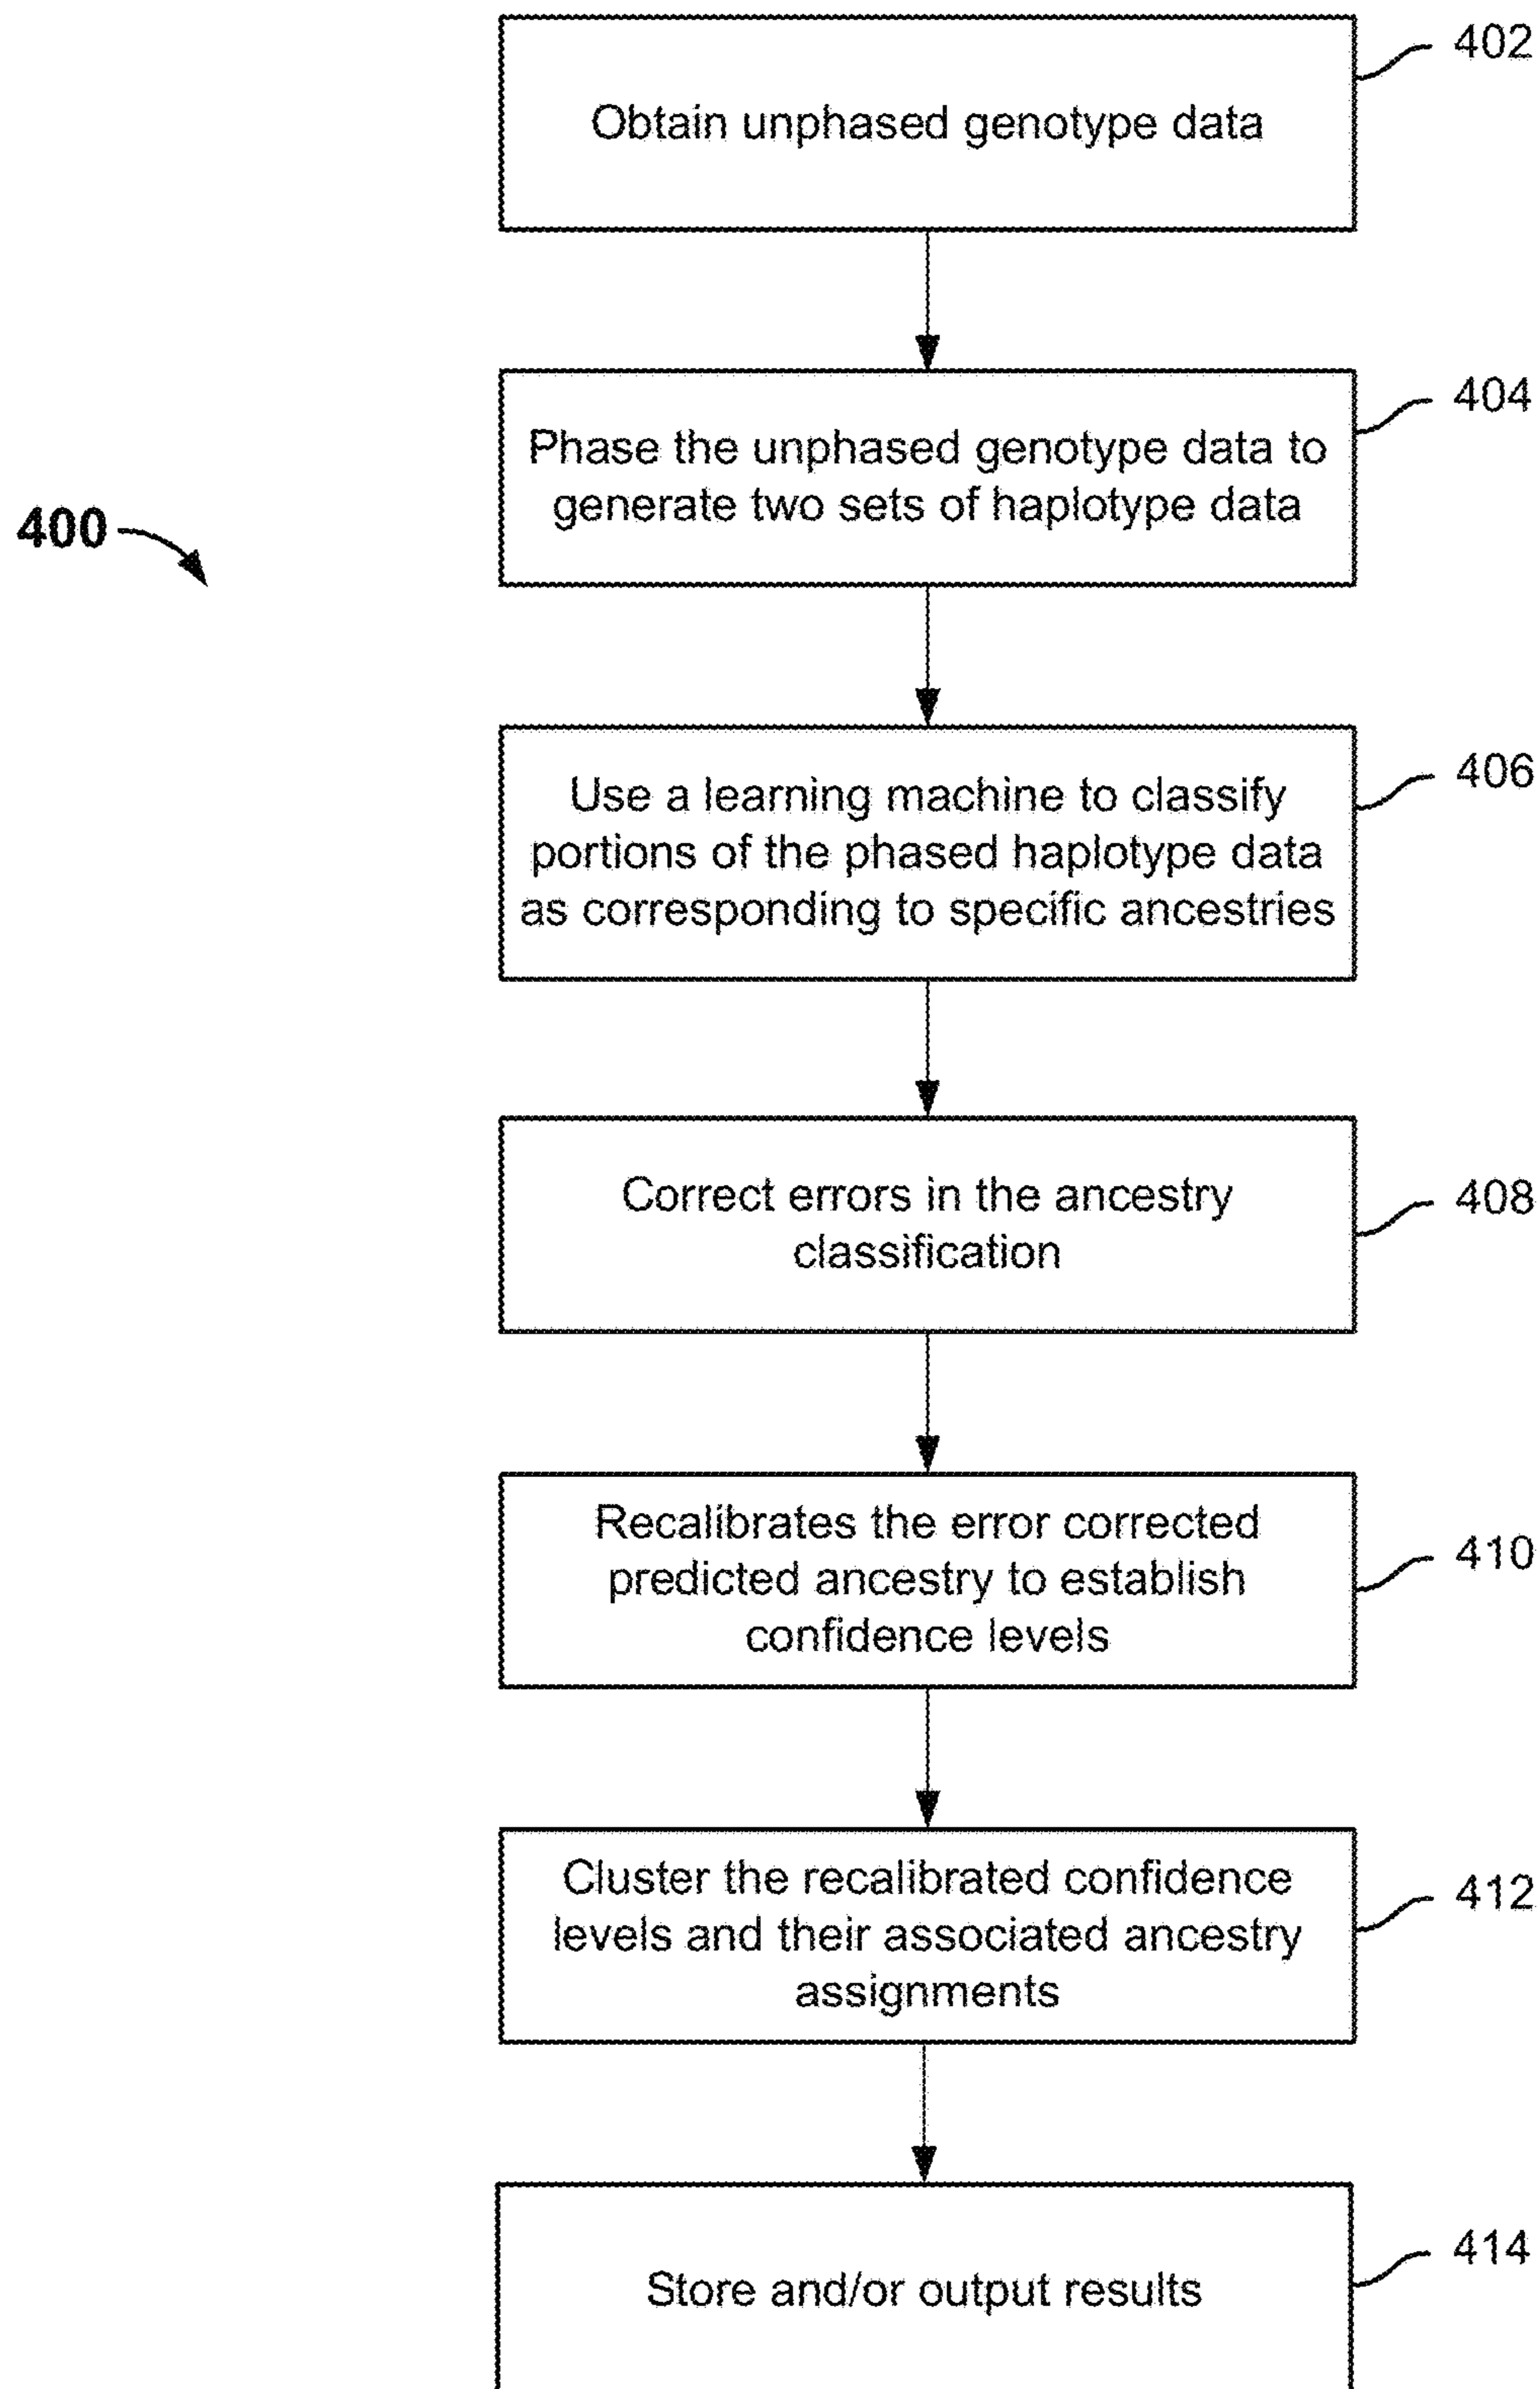 402
Obtain unphased genotype data
404
Phase the unphased genotype data to
generate two sets of haplotype data
400
406
Use a learning machine to classify
portions of the phased haplotype data
as corresponding to specific ancestries
408
Correct errors in the ancestry
classification
410
Recalibrates the error corrected
predicted ancestry to establish
confidence levels
412
Cluster the recalibrated confidence
levels and their associated ancestry
assignments
414
Store and/or output results